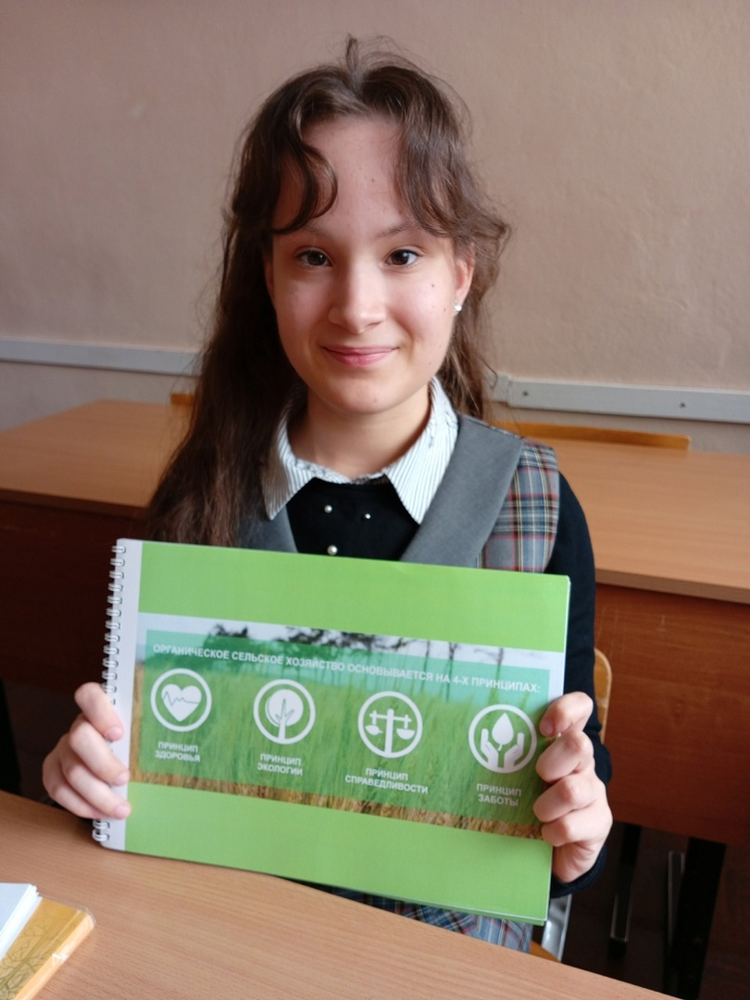 ОРГАНИЧЕСКОЕ СЕЛЬСКОЕ ХОЗЯЙСТВО ОСНОВЫВАЕТСЯ НА 4-Х ПРИНЦИПАХ:
ПРИНЦИП
ЗДОРОВЬЯ
ПРИНЦИП
ЭКОЛОГИИ
ПРИНЦИП
СПРАВЕДЛИВОСТИ
ПРИНЦИП
ЗАБОТЫ